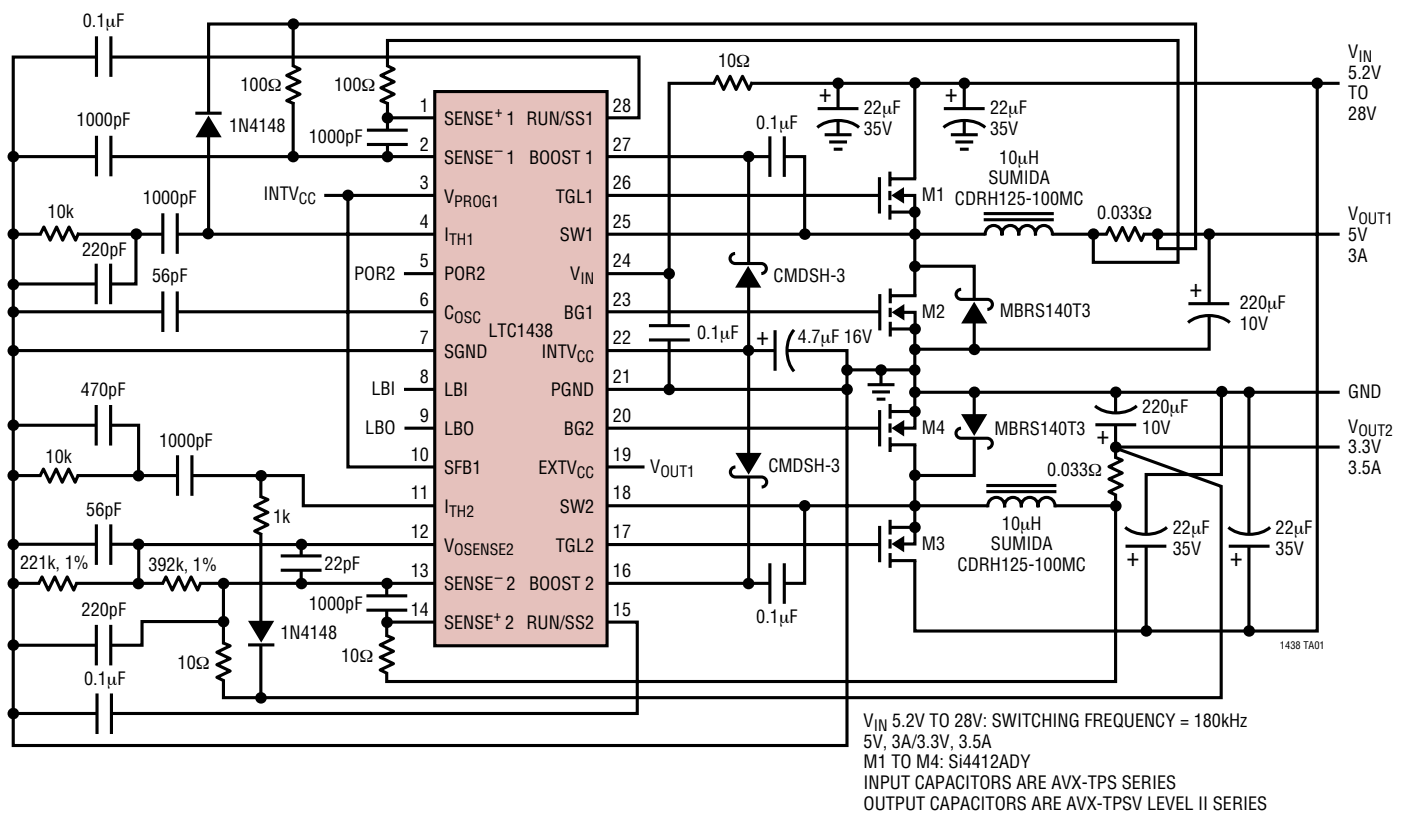 0.1µF
100Ω
100Ω
1N4148
1000pF
1000pF
10Ω
+
22µF
35V
+
22µF
35V
V_IN
5.2V
TO
28V
1
SENSE+ 1
RUN/SS1
28
2
SENSE– 1
BOOST 1
27
0.1µF
INTVCC
3
VPROG1
TGL1
26
M1
10µH
SUMIDA
CDRH125-100MC
0.033Ω
10k
1000pF
220pF
4
ITH1
SW1
25
VOUT1
5V
3A
POR2
5
POR2
VIN
24
CMDSH-3
56pF
6
COSC
BG1
23
M2
MBRS140T3
+
220µF
10V
LTC1438
7
SGND
INTVCC
22
0.1µF
+
4.7µF 16V
LBI
8
LBI
PGND
21
GND
470pF
LBO
9
LBO
BG2
20
M4
MBRS140T3
220µF
10V
+
VOUT2
3.3V
3.5A
10k
1000pF
10
SFB1
EXTVCC
19
VOUT1
CMDSH-3
0.033Ω
1k
11
ITH2
SW2
18
10µH
SUMIDA
CDRH125-100MC
56pF
12
VOSENSE2
TGL2
17
M3
+
22µF
35V
+
22µF
35V
221k, 1%
392k, 1%
22pF
13
SENSE– 2
BOOST 2
16
0.1µF
220pF
1000pF
14
SENSE+ 2
RUN/SS2
15
1N4148
10Ω
10Ω
0.1µF
1438 TA01
VIN 5.2V TO 28V: SWITCHING FREQUENCY = 180kHz
5V, 3A/3.3V, 3.5A
M1 TO M4: Si4412ADY
INPUT CAPACITORS ARE AVX-TPS SERIES
OUTPUT CAPACITORS ARE AVX-TPSV LEVEL II SERIES